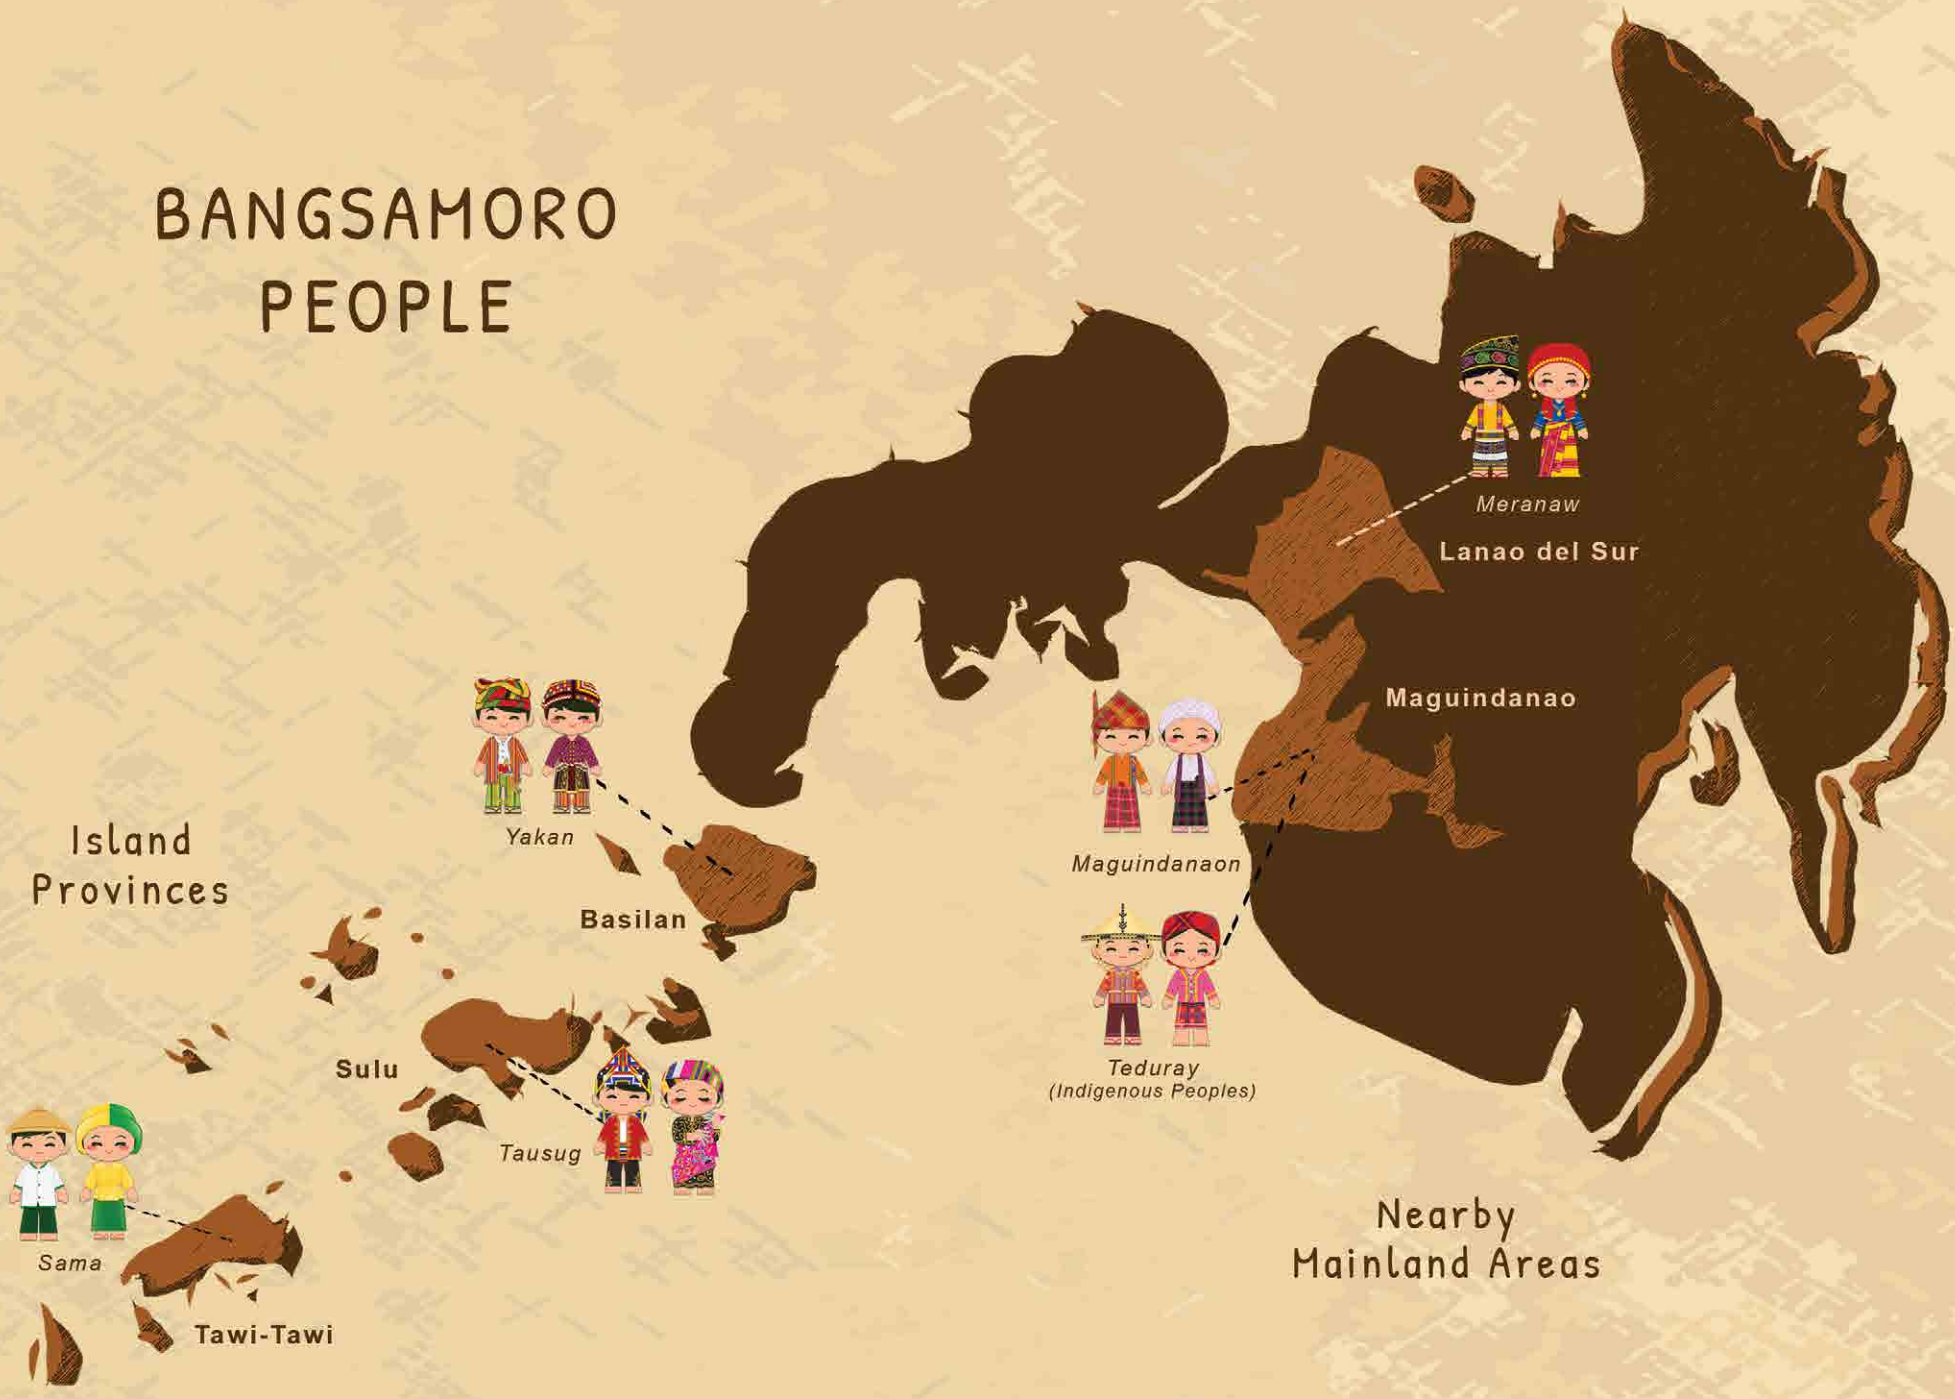 BANGSAMORO
PEOPLE
Meranaw
Lanao del Sur
Maguindanao
Yakan
Island
Provinces
Maguindanaon
Basilan
Sulu
Teduray
(Indigenous Peoples)
Tausug
Nearby
Mainland Areas
Sama
Tawi-Tawi